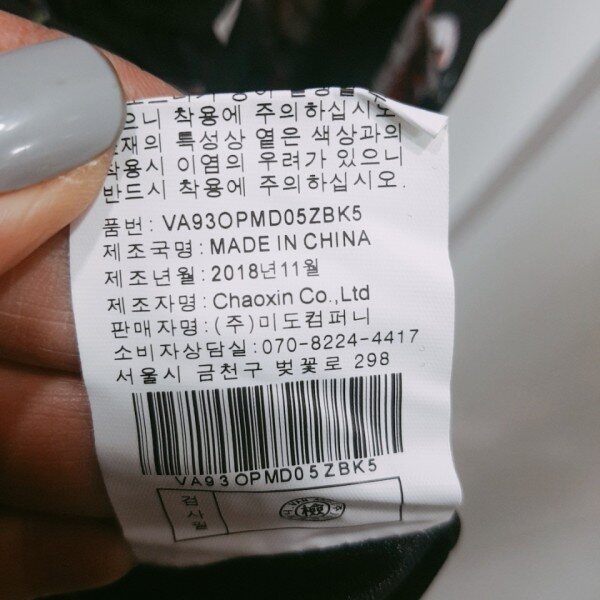 으니 착용에 주의하십시오
소재의 특성상 옅은 색상과의
착용시 이염의 우려가 있으니
반드시 착용에 주의하십시오.
품번: VA93OPMD05ZBK5
제조국명: MADE IN CHINA
제조년월: 2018년11월
제조자명: Chaoxin Co.,Ltd
판매자명: (주)미도컴퍼니
소비자상담실: 070-8224-4417
서울시 금천구 벚꽃로 298
VA93OPMD05ZBK5
검사필